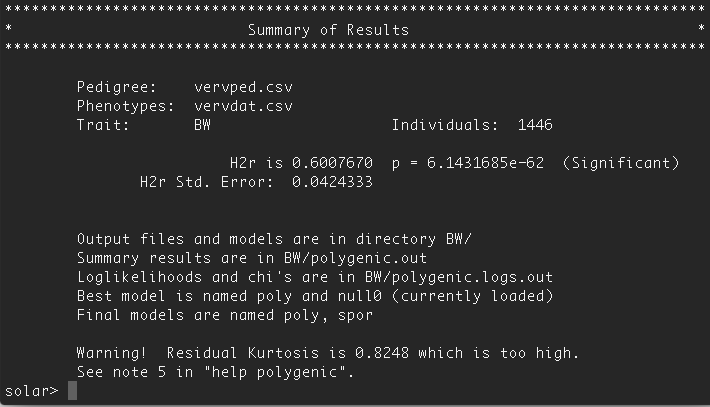 ******************************************************************************
*                          Summary of Results                                *
******************************************************************************
Pedigree:    vervped.csv
Phenotypes:  vervdat.csv
Trait:       BW                    Individuals:  1446
H2r is 0.6007670  p = 6.1431685e-62  (Significant)
H2r Std. Error:  0.0424333
Output files and models are in directory BW/
Summary results are in BW/polygenic.out
Loglikelihoods and chi's are in BW/polygenic.logs.out
Best model is named poly and null0 (currently loaded)
Final models are named poly, spor
Warning!  Residual Kurtosis is 0.8248 which is too high.
See note 5 in "help polygenic".
solar>